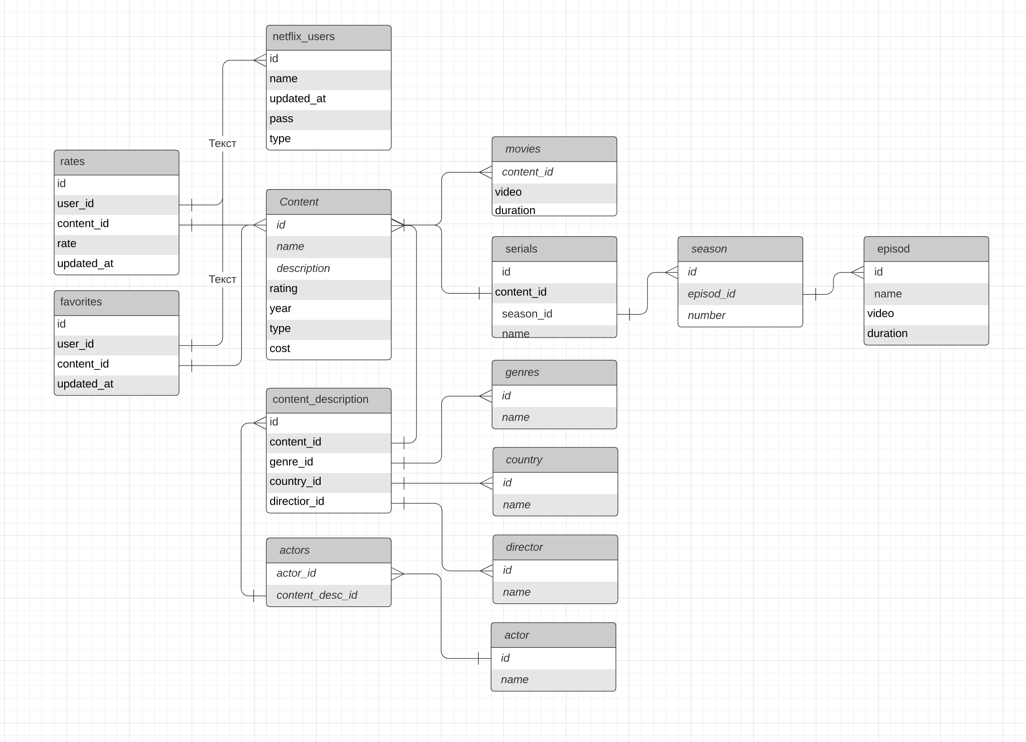 netflix_users
id
name
updated_at
pass
type
Текст
rates
id
user_id
content_id
rate
updated_at
Текст
favorites
id
user_id
content_id
updated_at
Content
id
name
description
rating
year
type
cost
content_description
id
content_id
genre_id
country_id
directior_id
actors
actor_id
content_desc_id
movies
content_id
video
duration
serials
id
content_id
season_id
name
season
id
episod_id
number
episod
id
name
video
duration
genres
id
name
country
id
name
director
id
name
actor
id
name